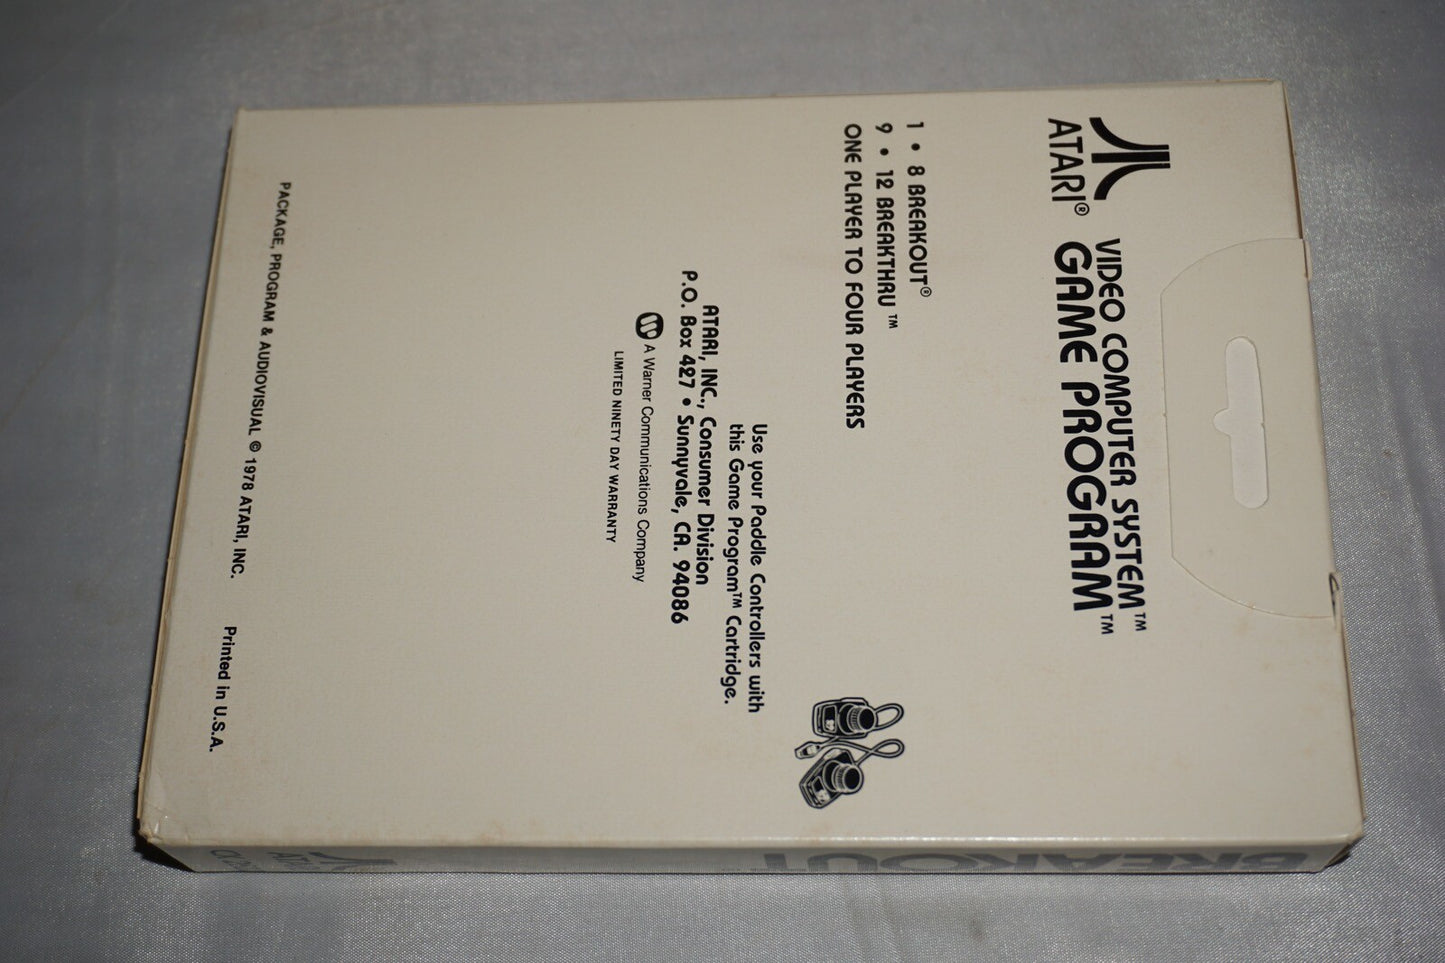 ATARI® VIDEO COMPUTER SYSTEM™
GAME PROGRAM™
1 • 8 BREAKOUT®
9 • 12 BREAKTHRU™
ONE PLAYER TO FOUR PLAYERS
Use your Paddle Controllers with
this Game Program™ Cartridge.
ATARI, INC., Consumer Division
P.O. Box 427 • Sunnyvale, CA. 94086
A Warner Communications Company
LIMITED NINETY DAY WARRANTY
PACKAGE, PROGRAM & AUDIOVISUAL © 1978 ATARI, INC. Printed in U.S.A.
BREAKOUT